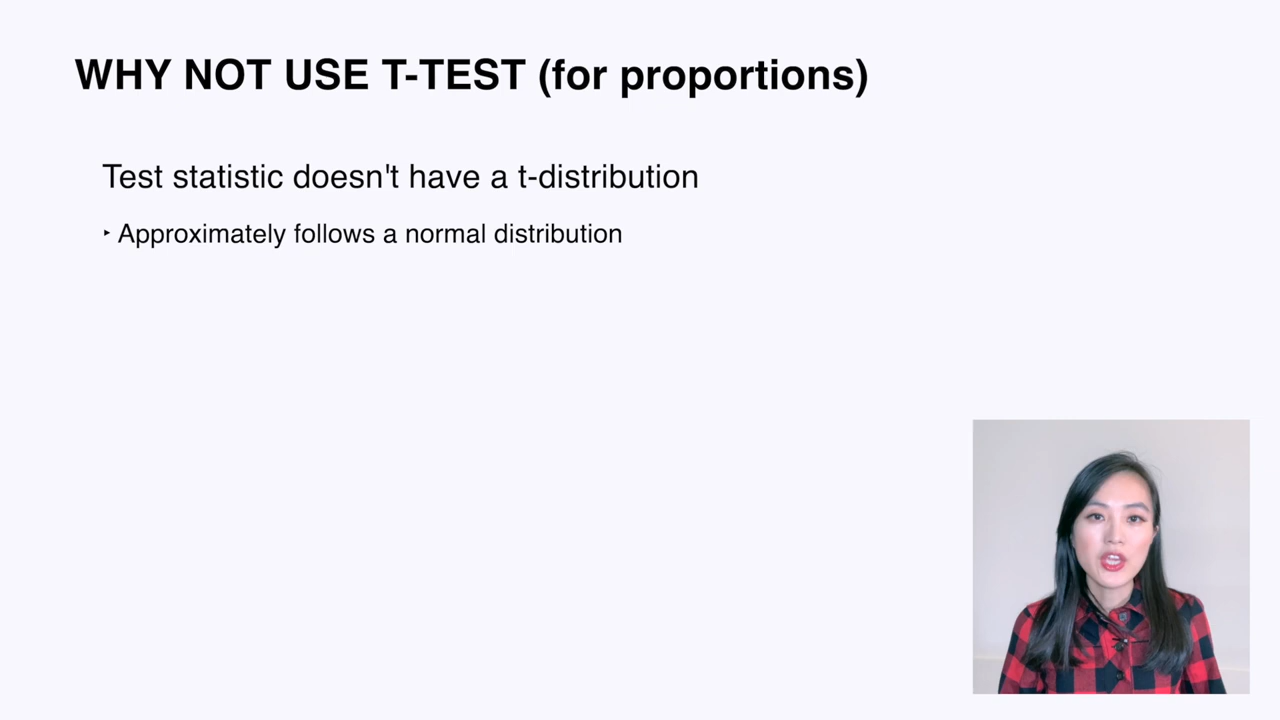 WHY NOT USE T-TEST (for proportions)
Test statistic doesn't have a t-distribution
‣ Approximately follows a normal distribution